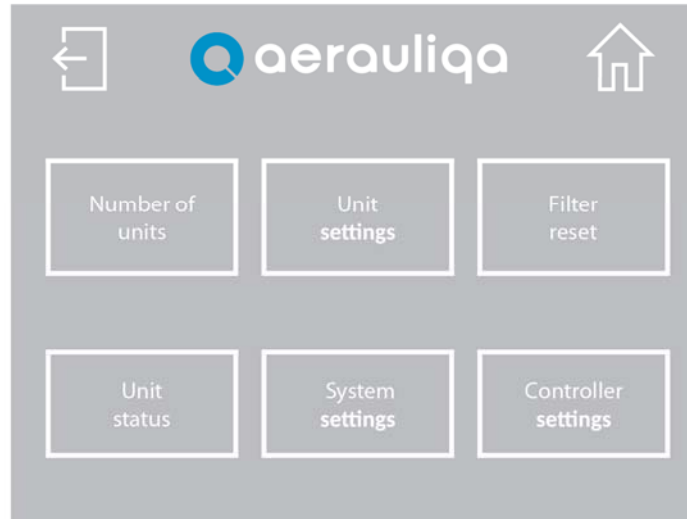 aerauliqa
Number of
units
Unit
settings
Filter
reset
Unit
status
System
settings
Controller
settings